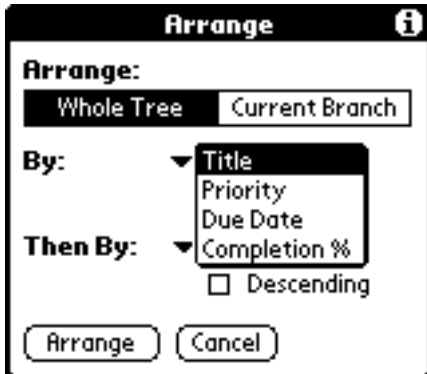 Arrange
Arrange:
Whole Tree Current Branch
By: Title
Priority
Due Date
Then By: Completion %
Descending
Arrange Cancel